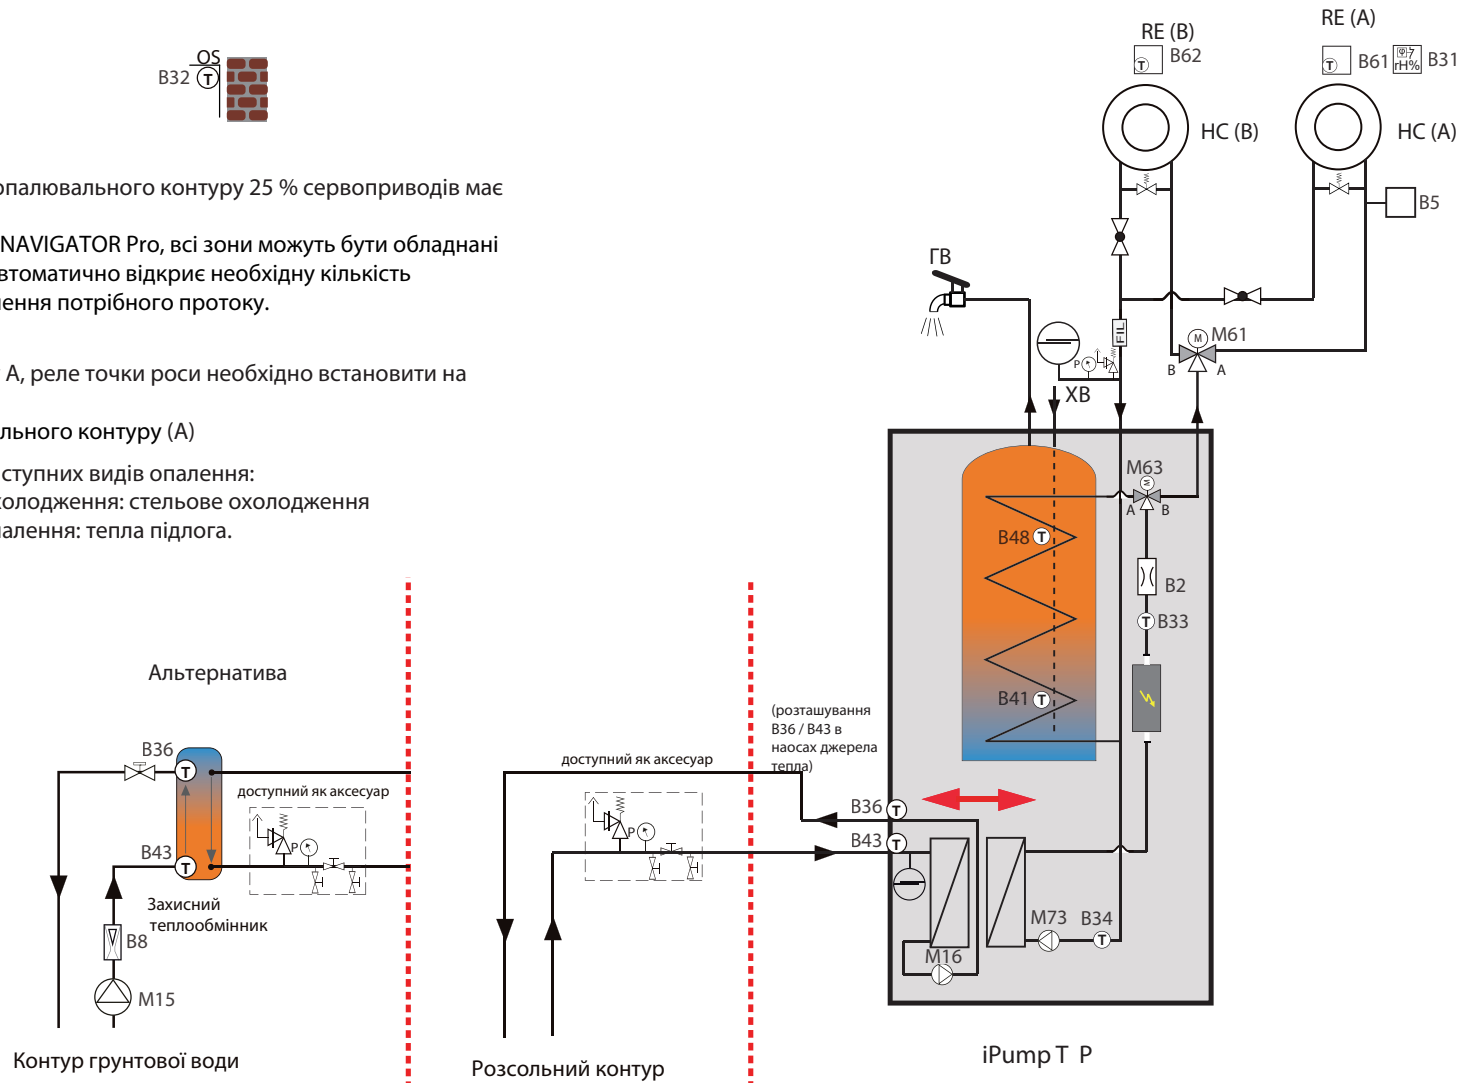 RE (A)
RE (B)
B62
T
B61
T
φ
rH%
B31
OS
B32
T
HC (B)
HC (A)
опалювального контуру 25 % сервоприводів має
B5
NAVIGATOR Pro, всі зони можуть бути обладнані
втоматично відкриє необхідну кількість
ення потрібного протоку.
ГВ
FIL
M
M61
P
B
A
А, реле точки роси необхідно встановити на
ХВ
льного контуру (А)
ступних видів опалення:
холодження: стельове охолодження
палення: тепла підлога.
M63
M
A
B
B48
T
B2
T
B33
Альтернатива
B41
T
(розташування
B36 / B43 в
наосах джерела
тепла)
B36
T
доступний як аксесуар
доступний як аксесуар
B36
T
P
P
B43
T
B43
T
Захисний
теплообмінник
B8
M73
B34
T
M16
M15
Контур грунтової води
Розсольний контур
iPump T P